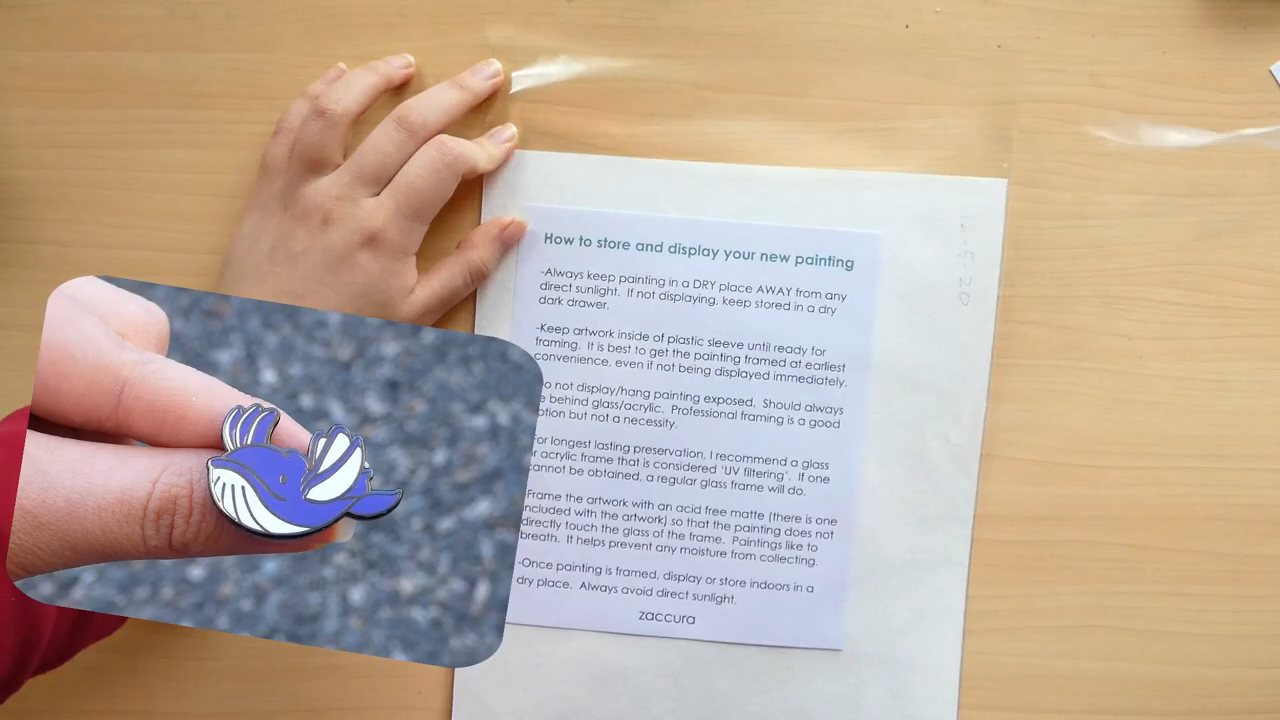 How to store and display your new painting
-Always keep painting in a DRY place AWAY from any
direct sunlight. If not displaying, keep stored in a dry
dark drawer.
-Keep artwork inside of plastic sleeve until ready for
framing. It is best to get the painting framed at earliest
convenience, even if not being displayed immediately.
o not display/hang painting exposed. Should always
e behind glass/acrylic. Professional framing is a good
ption but not a necessity.
For longest lasting preservation, I recommend a glass
r acrylic frame that is considered 'UV filtering'. If one
cannot be obtained, a regular glass frame will do.
-Frame the artwork with an acid free matte (there is one
included with the artwork) so that the painting does not
directly touch the glass of the frame. Paintings like to
breath. It helps prevent any moisture from collecting.
-Once painting is framed, display or store indoors in a
dry place. Always avoid direct sunlight.
zaccura